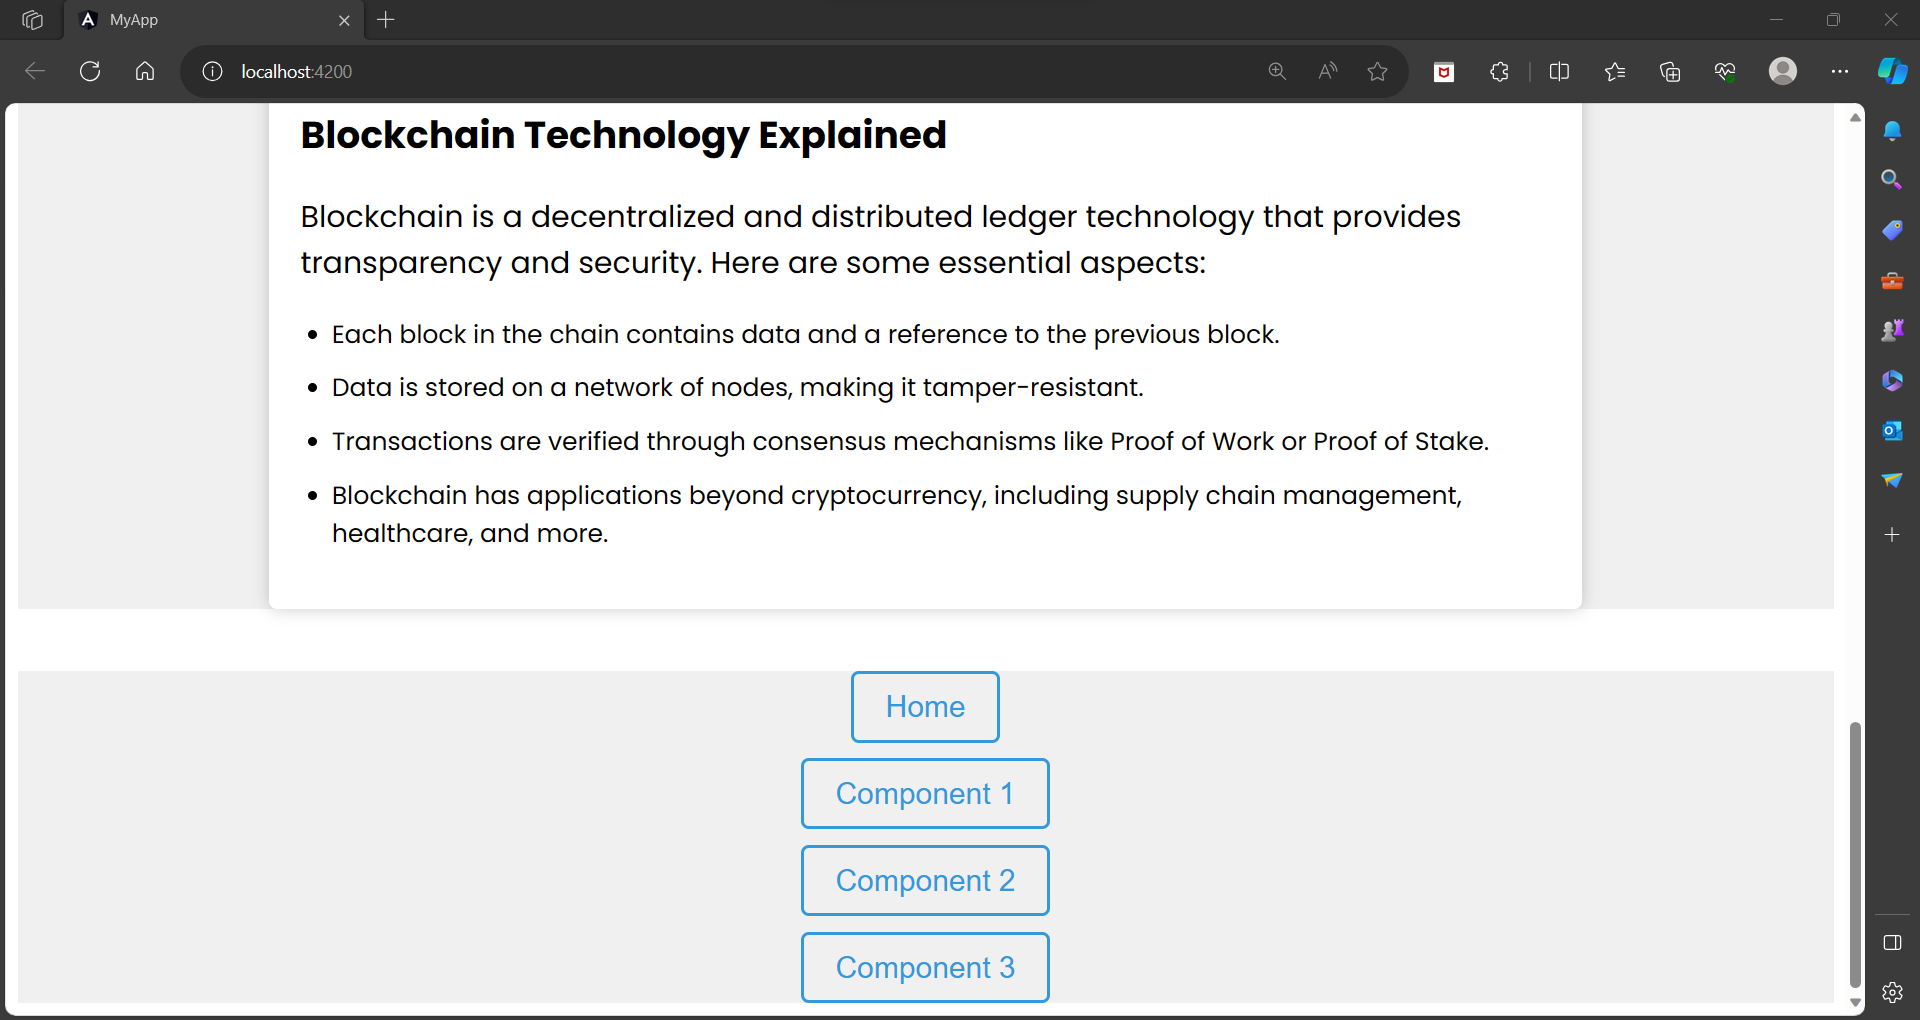 MyApp
localhost:4200
Blockchain Technology Explained
Blockchain is a decentralized and distributed ledger technology that provides
transparency and security. Here are some essential aspects:
Each block in the chain contains data and a reference to the previous block.
Data is stored on a network of nodes, making it tamper-resistant.
Transactions are verified through consensus mechanisms like Proof of Work or Proof of Stake.
Blockchain has applications beyond cryptocurrency, including supply chain management,
healthcare, and more.
Home
Component 1
Component 2
Component 3